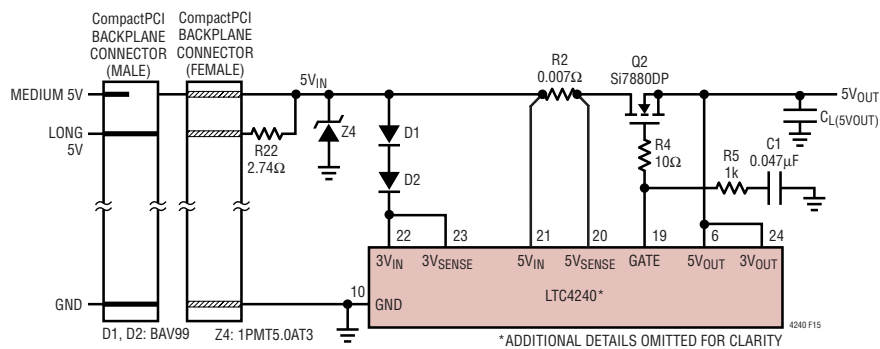 CompactPCI
BACKPLANE
CONNECTOR
(MALE)
CompactPCI
BACKPLANE
CONNECTOR
(FEMALE)
MEDIUM 5V
LONG
5V
R22
2.74Ω
5VIN
Z4
D1
D2
R2
0.007Ω
Q2
Si7880DP
R4
10Ω
R5
1k
C1
0.047µF
5VOUT
CL(5VOUT)
22
23
21
20
19
6
24
3VIN
3VSENSE
5VIN
5VSENSE
GATE
5VOUT
3VOUT
10
GND
LTC4240*
GND
D1, D2: BAV99
Z4: 1PMT5.0AT3
*ADDITIONAL DETAILS OMITTED FOR CLARITY
4240 F15